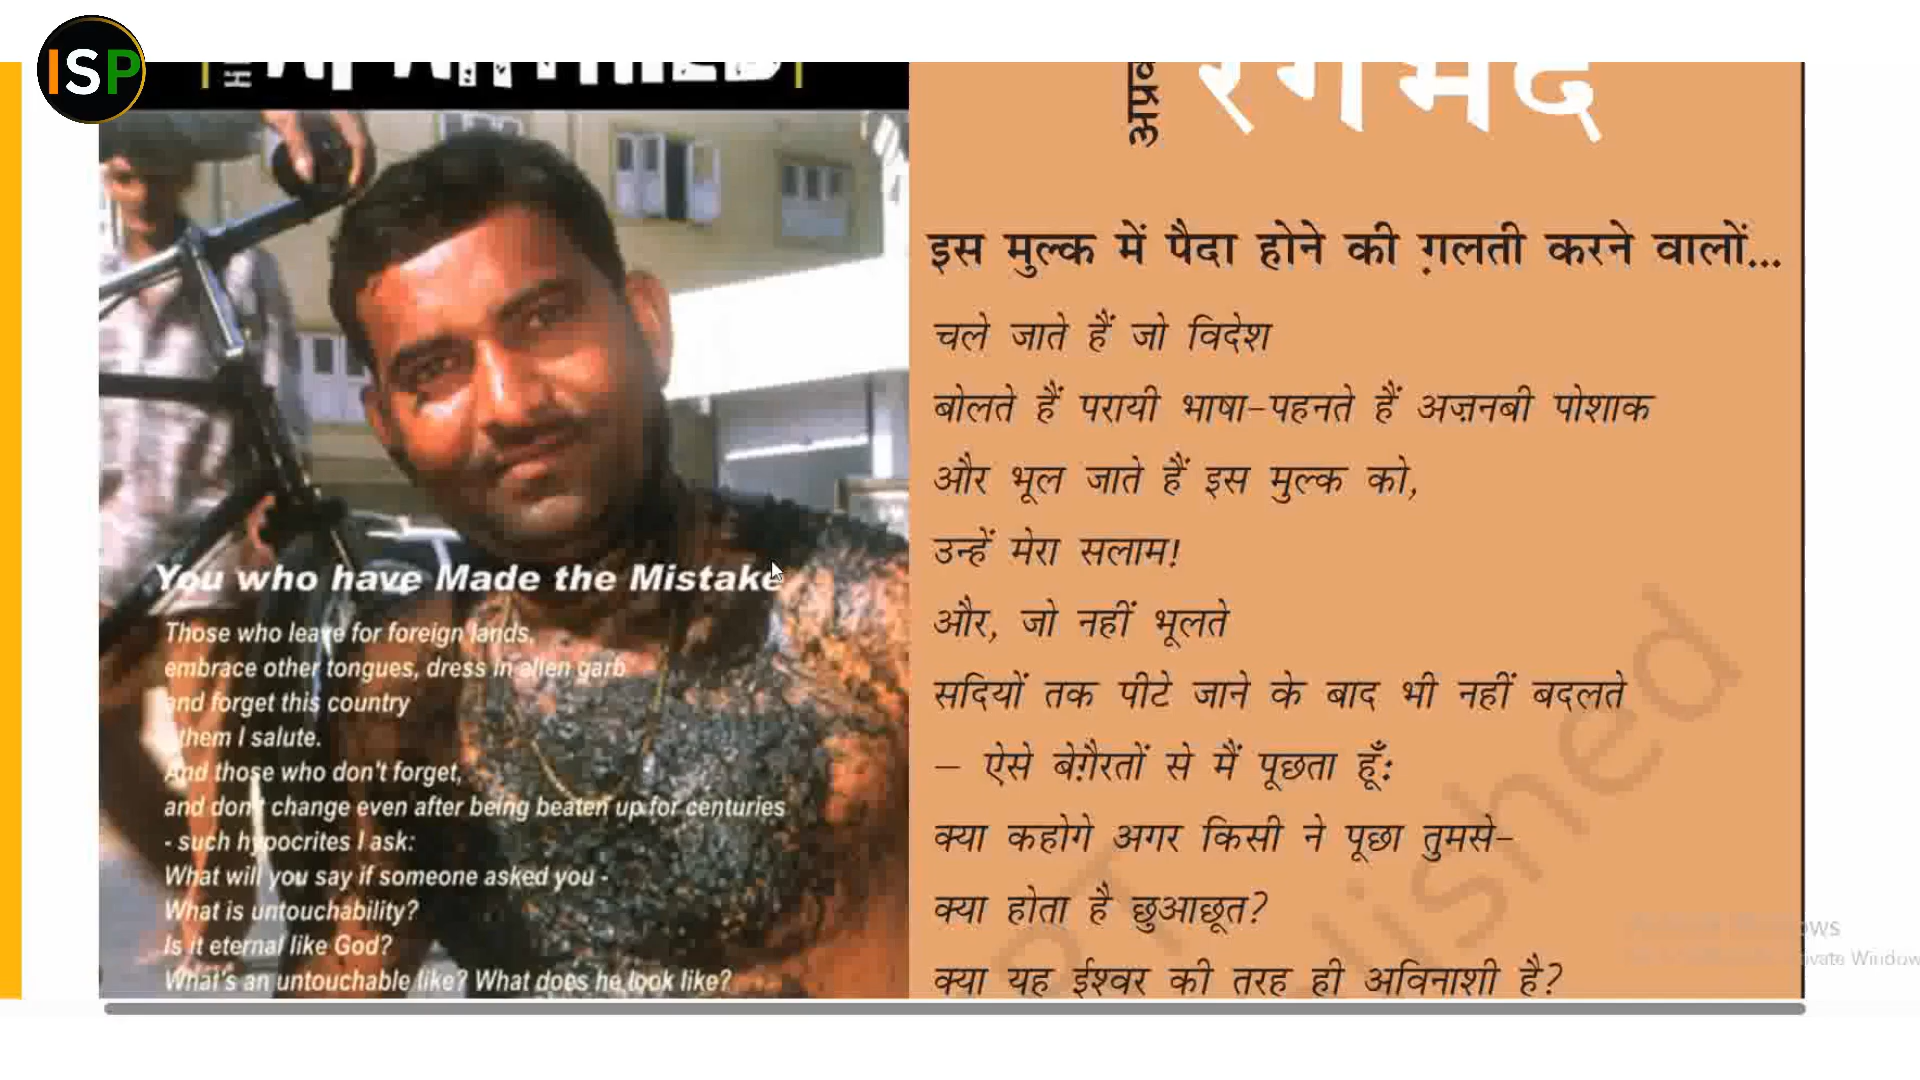 ISP
You who have Made the Mistake
Those who leave for foreign lands,
embrace other tongues, dress in alien garb
and forget this country
them I salute.
And those who don't forget,
and don't change even after being beaten up for centuries
- such hypocrites I ask:
What will you say if someone asked you -
What is untouchability?
Is it eternal like God?
What's an untouchable like? What does he look like?
रंगभेद
इस मुल्क में पैदा होने की ग़लती करने वालों...
चले जाते हैं जो विदेश
बोलते हैं परायी भाषा-पहनते हैं अज़नबी पोशाक
और भूल जाते हैं इस मुल्क को,
उन्हें मेरा सलाम!
और, जो नहीं भूलते
सदियों तक पीटे जाने के बाद भी नहीं बदलते
– ऐसे बेग़ैरतों से मैं पूछता हूँ:
क्या कहोगे अगर किसी ने पूछा तुमसे-
क्या होता है छुआछूत?
क्या यह ईश्वर की तरह ही अविनाशी है?